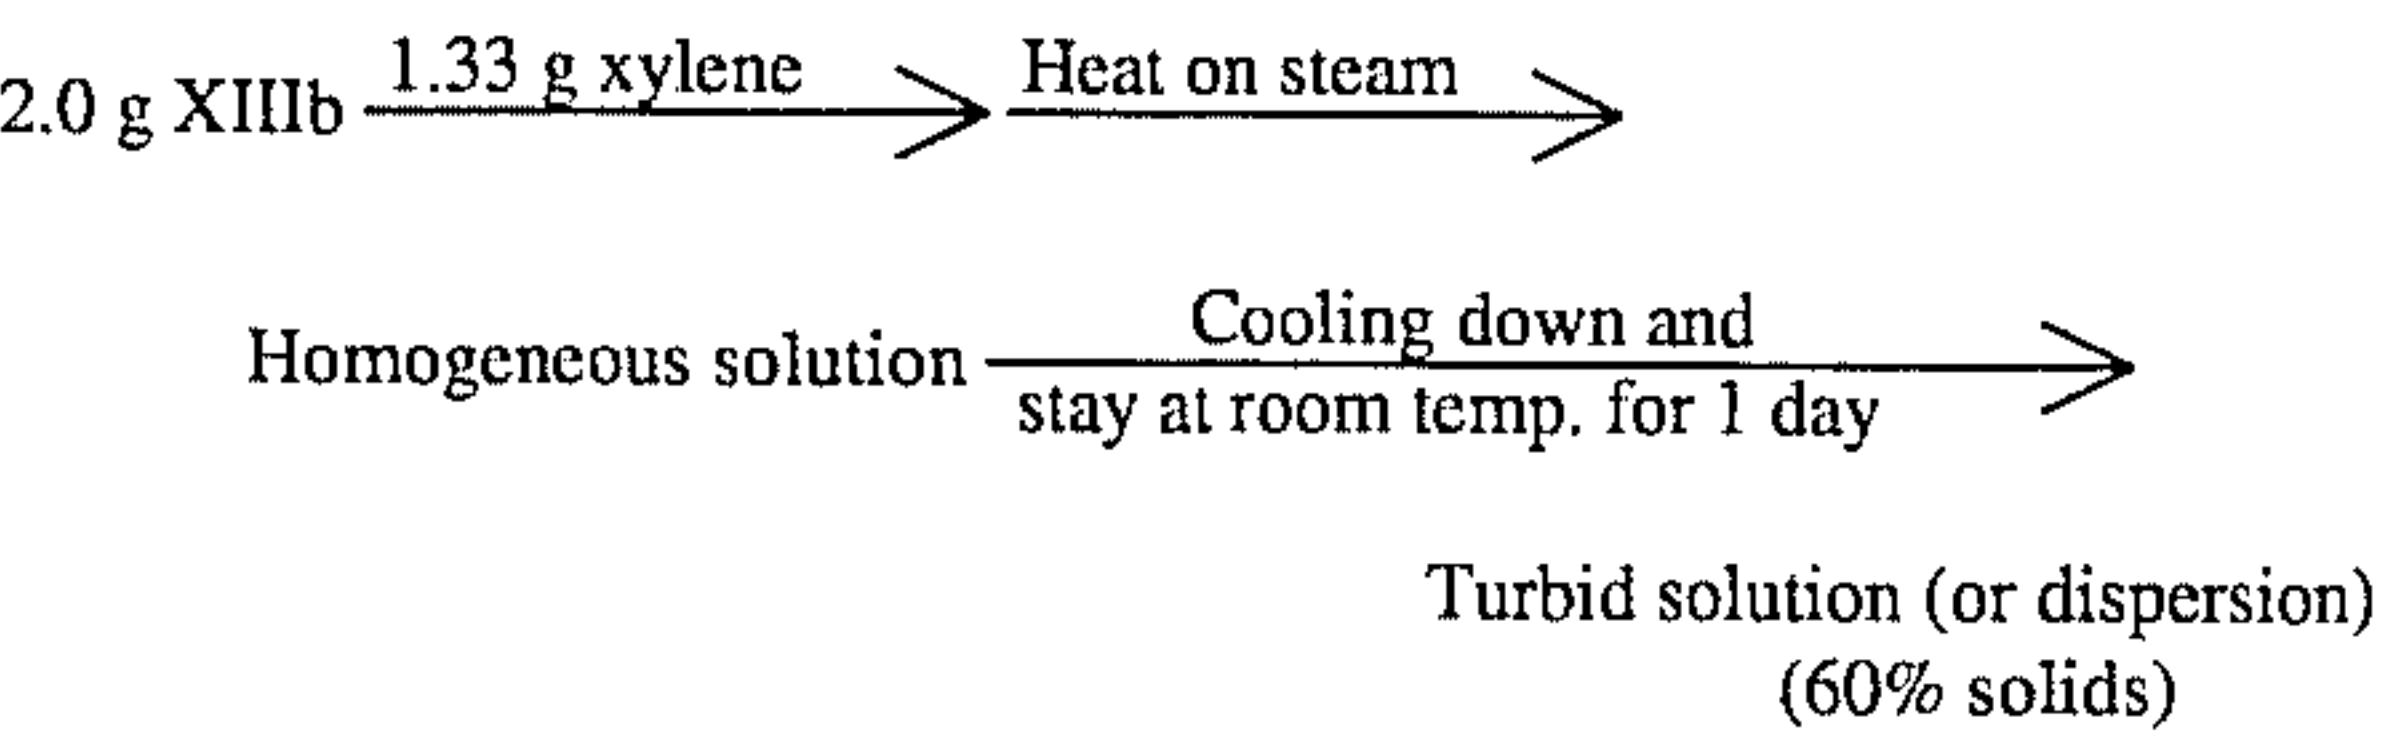 2.0 g XIIIb 1.33 g xylene Heat on steam
Homogeneous solution Cooling down and
stay at room temp. for 1 day
Turbid solution (or dispersion)
(60% solids)